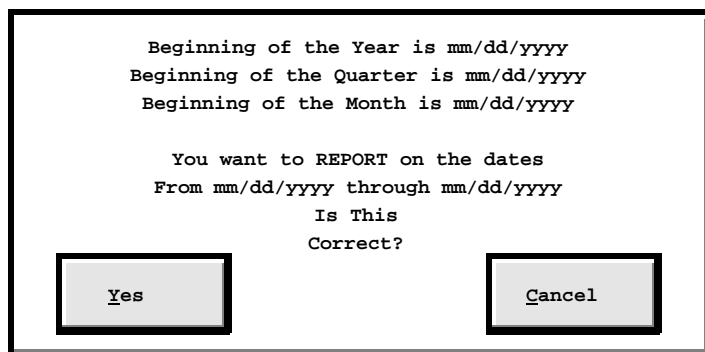 Beginning of the Year is mm/dd/yyyy
Beginning of the Quarter is mm/dd/yyyy
Beginning of the Month is mm/dd/yyyy
You want to REPORT on the dates
From mm/dd/yyyy through mm/dd/yyyy
Is This
Correct?
Yes
Cancel